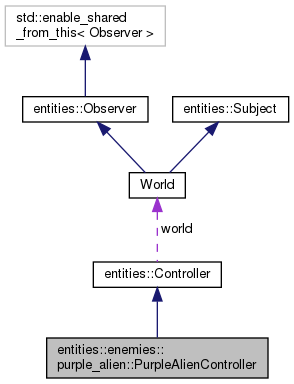 std::enable_shared
_from_this< Observer >
entities::Observer
entities::Subject
World
world
entities::Controller
entities::enemies::
purple_alien::PurpleAlienController